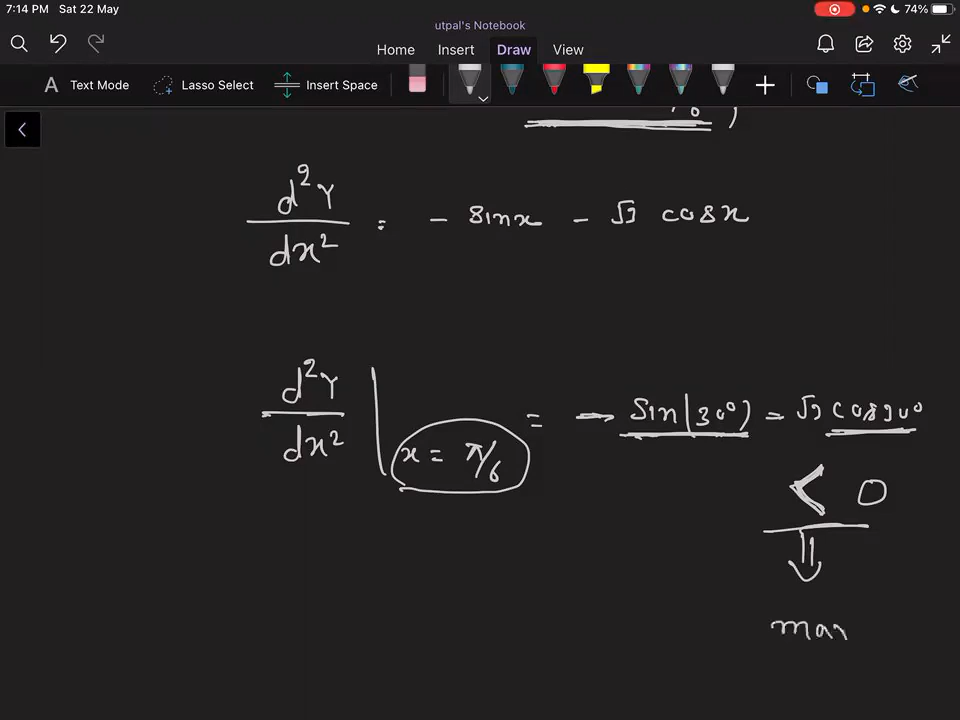 7:14 PM Sat 22 May
74%
utpal's Notebook
Home Insert Draw View
A Text Mode Lasso Select Insert Space
d²Y/dx² = - sinx - √3 cosx
d²Y/dx² | x = π/6 = - sin(30°) - √3 cos30°
< 0
⇓
max